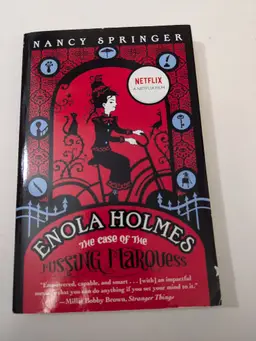 NANCY SPRINGER
NETFLIX
A NETFLIX FILM
ENOLA HOLMES
THE CASE OF THE
MISSING MARQUESS
"Empowered, capable, and smart . . . [with] an impactful
message that you can do anything if you set your mind to it."
—Millie Bobby Brown, Stranger Things